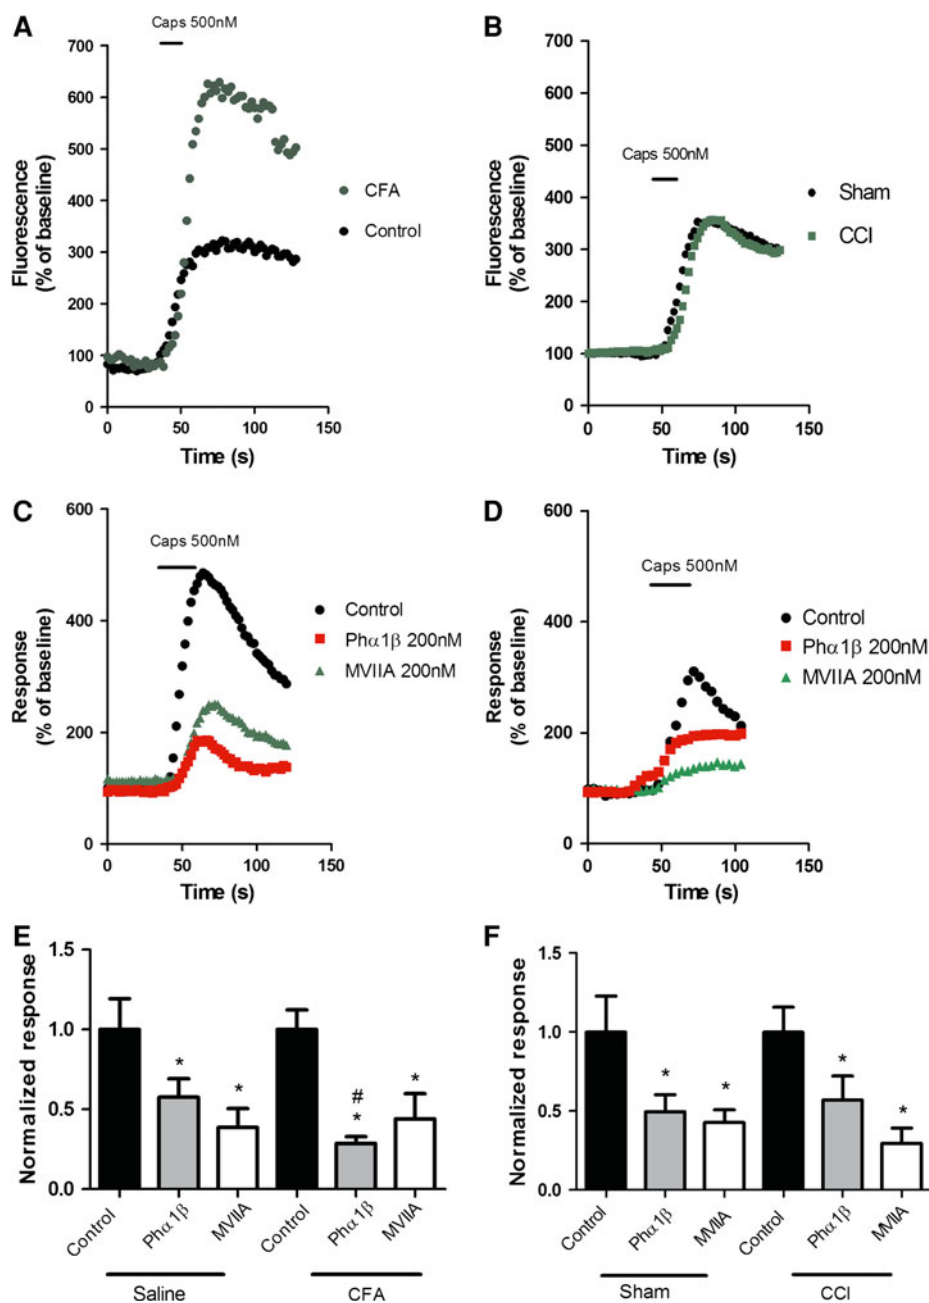 A
Caps 500nM
700
600
500
400
300
200
100
0
Fluorescence
(% of baseline)
0
50
100
150
Time (s)
CFA
Control
B
700
600
500
400
300
200
100
0
Fluorescence
(% of baseline)
Caps 500nM
0
50
100
150
Time (s)
Sham
CCI
C
600
400
200
0
Response
(% of baseline)
Caps 500nM
0
50
100
150
Time (s)
Control
Phα1β 200nM
MVIIA 200nM
D
600
400
200
0
Response
(% of baseline)
Caps 500nM
0
50
100
150
Time (s)
Control
Phα1β 200nM
MVIIA 200nM
E
1.5
1.0
0.5
0.0
Normalized response
*
*
#
*
*
Control
Phα1β
MVIIA
Control
Phα1β
MVIIA
Saline
CFA
F
1.5
1.0
0.5
0.0
Normalized response
*
*
*
*
Control
Phα1β
MVIIA
Control
Phα1β
MVIIA
Sham
CCI